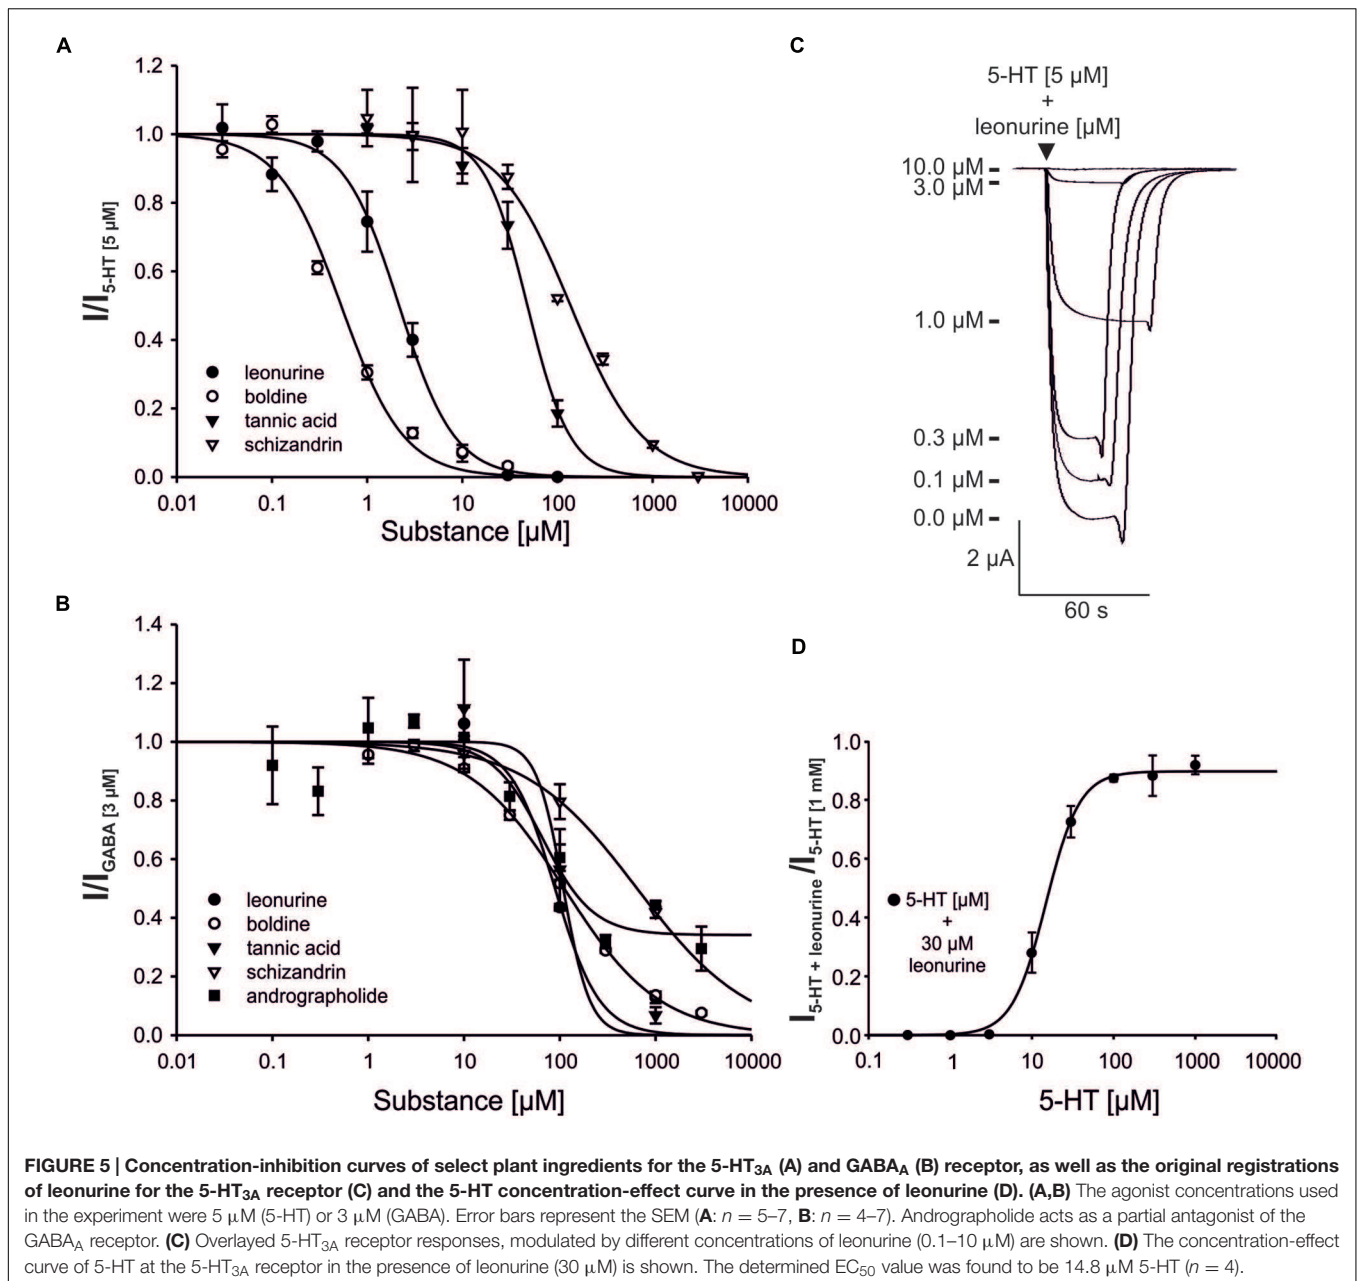 A
1.2
1.0
0.8
0.6
0.4
0.2
0.0
I/I5-HT [5 µM]
leonurine
boldine
tannic acid
schizandrin
0.01 0.1 1 10 100 1000 10000
Substance [µM]
C
5-HT [5 µM]
+
leonurine [µM]
10.0 µM
3.0 µM
1.0 µM
0.3 µM
0.1 µM
0.0 µM
2 µA
60 s
B
1.4
1.2
1.0
0.8
0.6
0.4
0.2
0.0
I/IGABA [3 µM]
leonurine
boldine
tannic acid
schizandrin
andrographolide
0.01 0.1 1 10 100 1000 10000
Substance [µM]
D
1.0
0.8
0.6
0.4
0.2
0.0
I5-HT + leonurine /I5-HT [1 mM]
5-HT [µM]
+
30 µM
leonurine
0.1 1 10 100 1000 10000
5-HT [µM]
FIGURE 5 | Concentration-inhibition curves of select plant ingredients for the 5-HT3A (A) and GABAA (B) receptor, as well as the original registrations
of leonurine for the 5-HT3A receptor (C) and the 5-HT concentration-effect curve in the presence of leonurine (D). (A,B) The agonist concentrations used
in the experiment were 5 µM (5-HT) or 3 µM (GABA). Error bars represent the SEM (A: n = 5–7, B: n = 4–7). Andrographolide acts as a partial antagonist of the
GABAA receptor. (C) Overlayed 5-HT3A receptor responses, modulated by different concentrations of leonurine (0.1–10 µM) are shown. (D) The concentration-effect
curve of 5-HT at the 5-HT3A receptor in the presence of leonurine (30 µM) is shown. The determined EC50 value was found to be 14.8 µM 5-HT (n = 4).